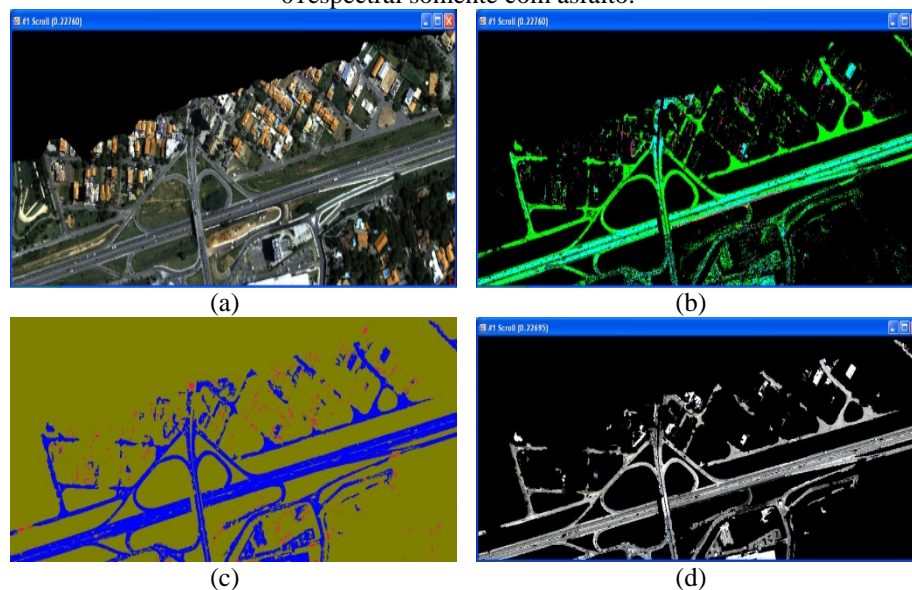 espectral somente com asfalto.
#1 Scroll (0.22760)
#1 Scroll (0.22760)
(a)
(b)
#1 Scroll (0.22695)
(c)
(d)